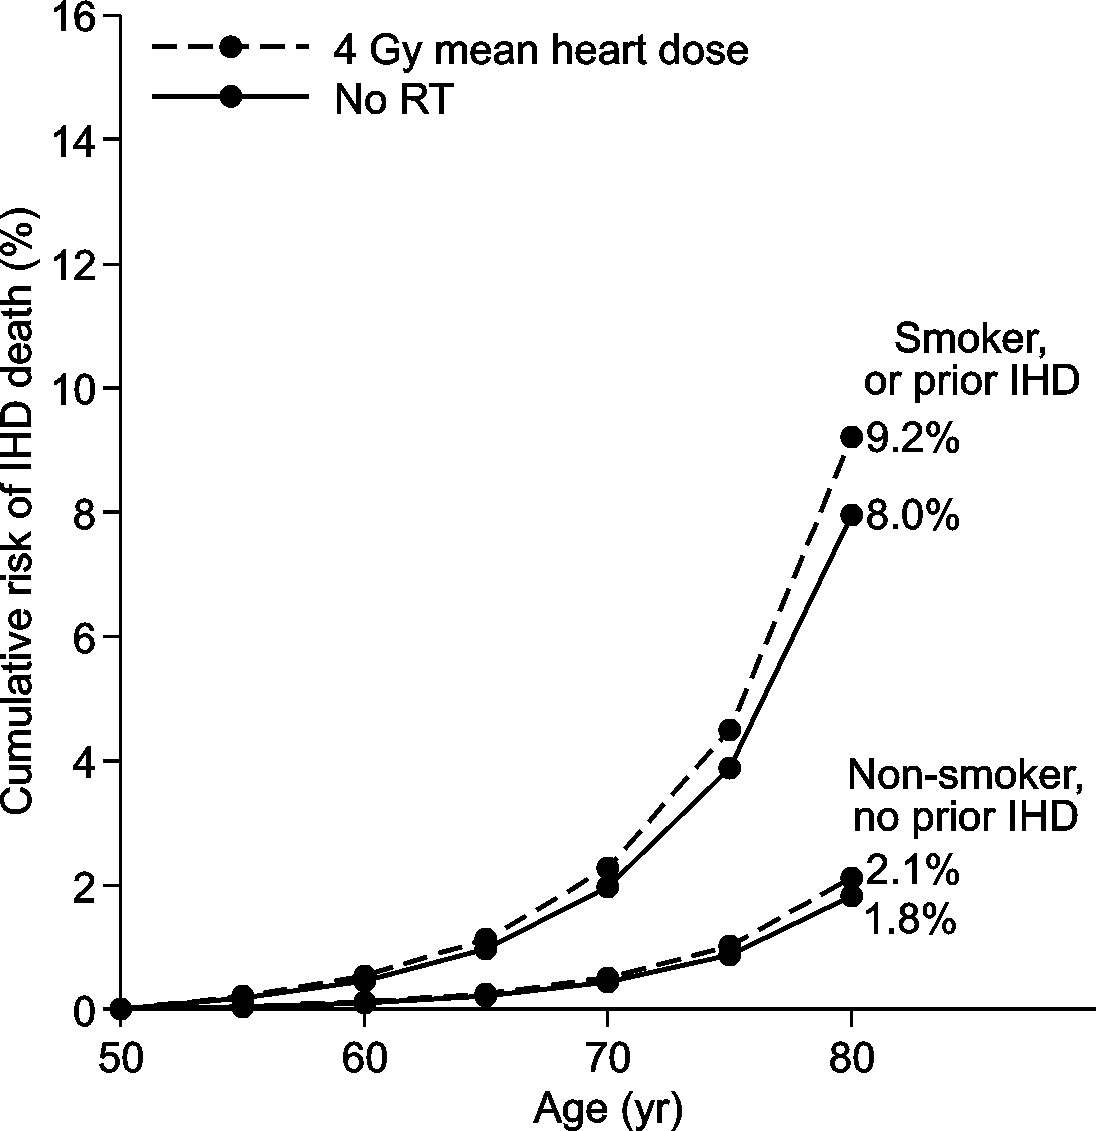 Cumulative risk of IHD death (%)
16
14
12
10
8
6
4
2
0
4 Gy mean heart dose
No RT
Smoker,
or prior IHD
9.2%
8.0%
Non-smoker,
no prior IHD
2.1%
1.8%
50
60
70
80
Age (yr)